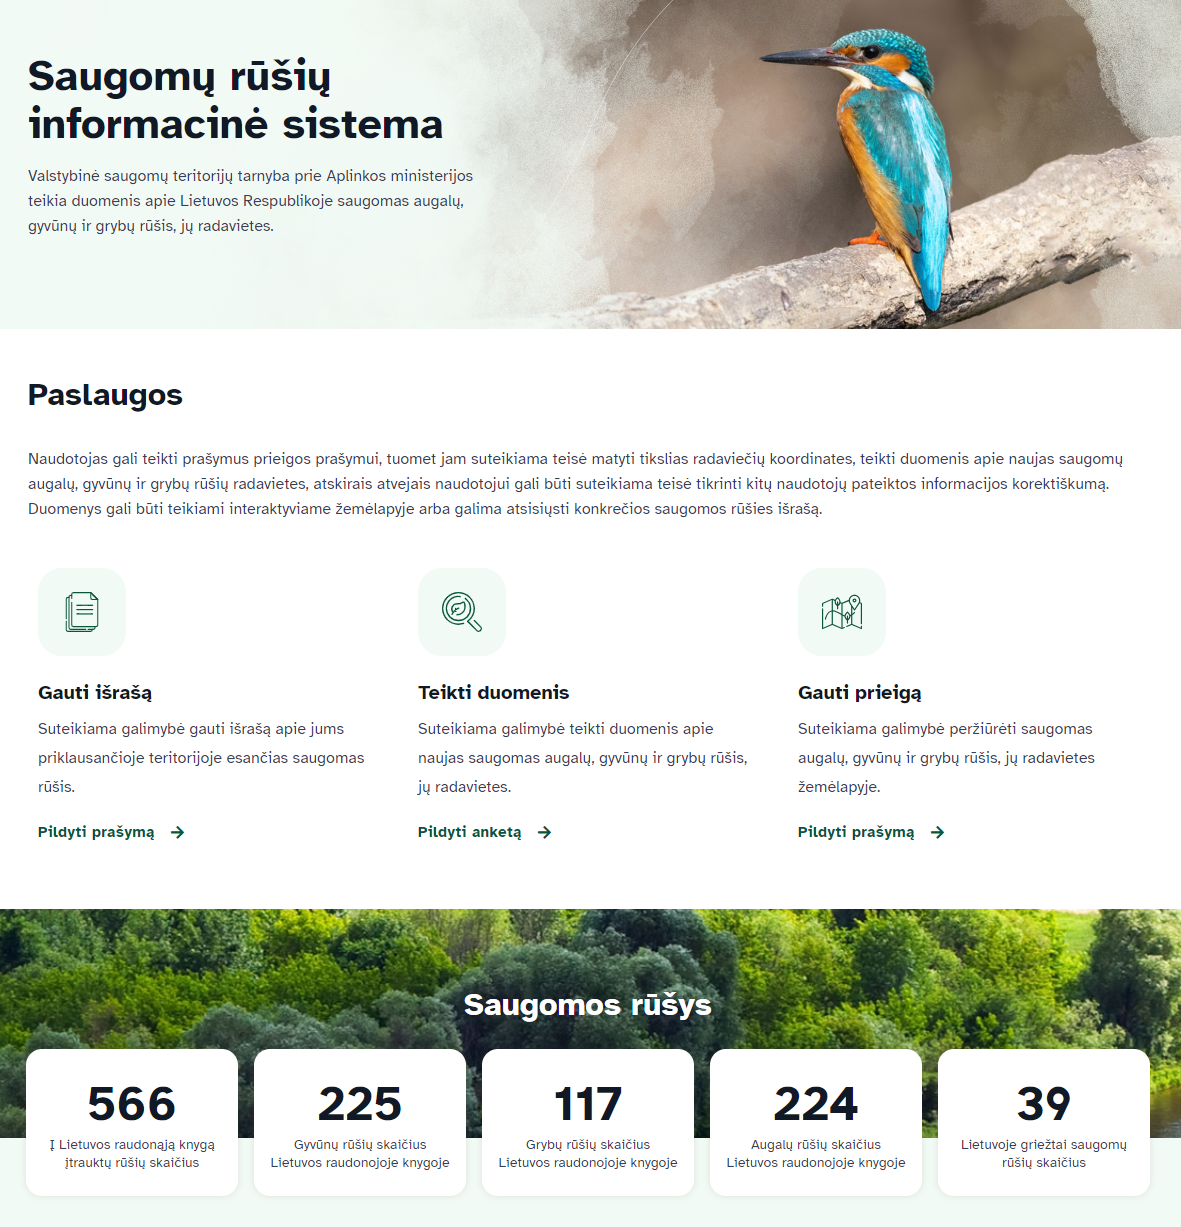 Saugomų rūšių
informacinė sistema
Valstybinė saugomų teritorijų tarnyba prie Aplinkos ministerijos
teikia duomenis apie Lietuvos Respublikoje saugomas augalų,
gyvūnų ir grybų rūšis, jų radavietes.
Paslaugos
Naudotojas gali teikti prašymus prieigos prašymui, tuomet jam suteikiama teisė matyti tikslias radaviečių koordinates, teikti duomenis apie naujas saugomų
augalų, gyvūnų ir grybų rūšių radavietes, atskirais atvejais naudotojui gali būti suteikiama teisė tikrinti kitų naudotojų pateiktos informacijos korektiškumą.
Duomenys gali būti teikiami interaktyviame žemėlapyje arba galima atsisiųsti konkrečios saugomos rūšies išrašą.
Gauti išrašą
Suteikiama galimybė gauti išrašą apie jums
priklausančioje teritorijoje esančias saugomas
rūšis.
Pildyti prašymą
Teikti duomenis
Suteikiama galimybė teikti duomenis apie
naujas saugomas augalų, gyvūnų ir grybų rūšis,
jų radavietes.
Pildyti anketą
Gauti prieigą
Suteikiama galimybė peržiūrėti saugomas
augalų, gyvūnų ir grybų rūšis, jų radavietes
žemėlapyje.
Pildyti prašymą
Saugomos rūšys
566
Į Lietuvos raudonąją knygą
įtrauktų rūšių skaičius
225
Gyvūnų rūšių skaičius
Lietuvos raudonojoje knygoje
117
Grybų rūšių skaičius
Lietuvos raudonojoje knygoje
224
Augalų rūšių skaičius
Lietuvos raudonojoje knygoje
39
Lietuvoje griežtai saugomų
rūšių skaičius